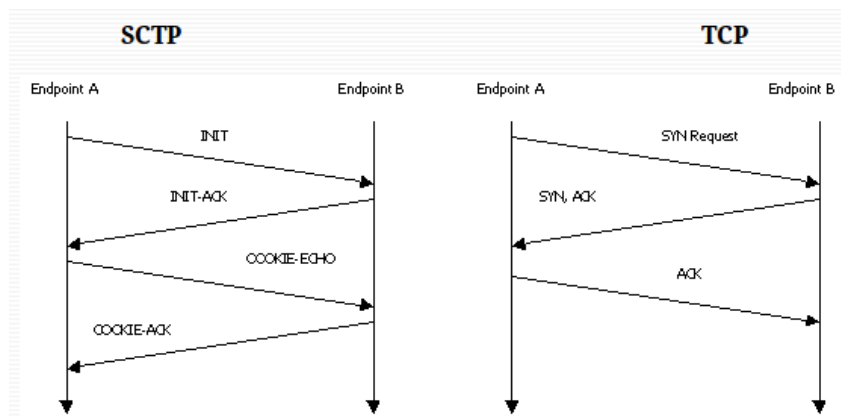 SCTP
TCP
Endpoint A
Endpoint B
Endpoint A
Endpoint B
INIT
SYN Request
INIT-ACK
SYN, ACK
COOKIE-ECHO
ACK
COOKIE-ACK